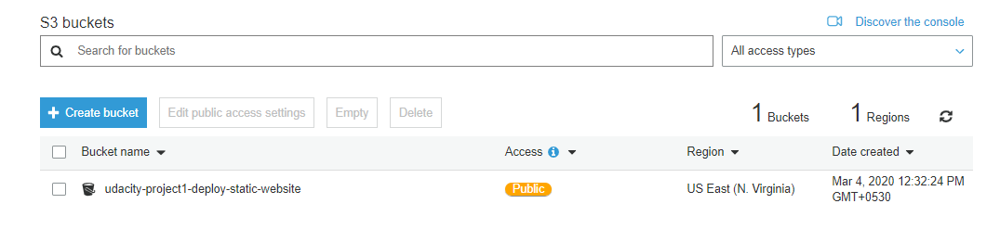 S3 buckets
Discover the console
Search for buckets
All access types
+ Create bucket
Edit public access settings
Empty
Delete
1 Buckets
1 Regions
Bucket name
Access
Region
Date created
udacity-project1-deploy-static-website
Public
US East (N. Virginia)
Mar 4, 2020 12:32:24 PM
GMT+0530